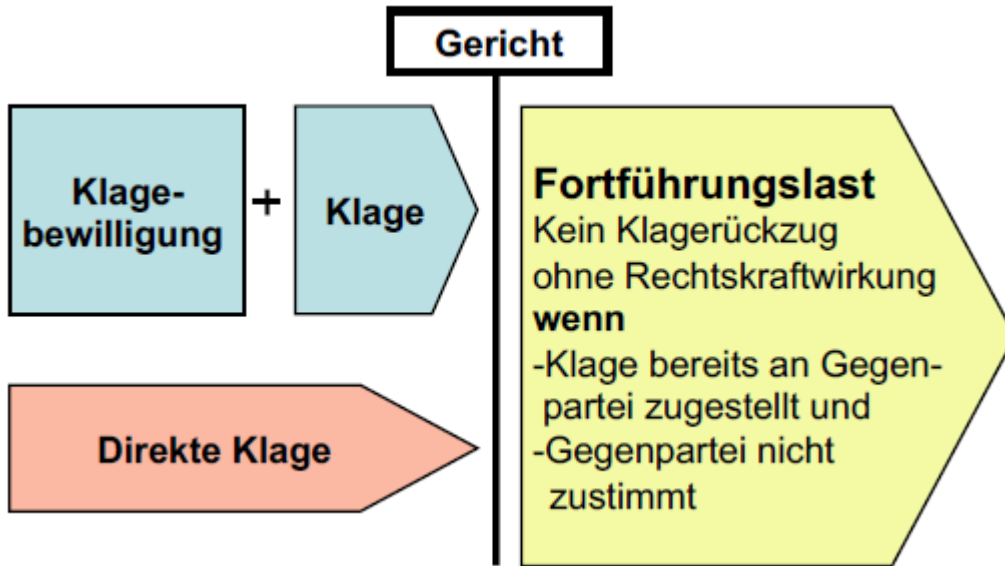 Gericht
Klage-
bewilligung
+
Klage
Direkte Klage
Fortführungslast
Kein Klagerückzug
ohne Rechtskraftwirkung
wenn
-Klage bereits an Gegen-
partei zugestellt und
-Gegenpartei nicht
zustimmt